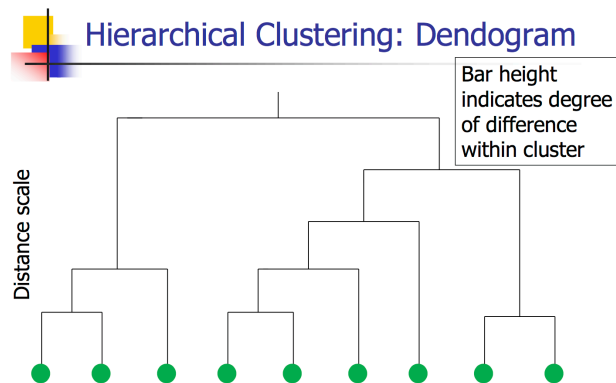 Hierarchical Clustering: Dendogram
Bar height
indicates degree
of difference
within cluster
Distance scale